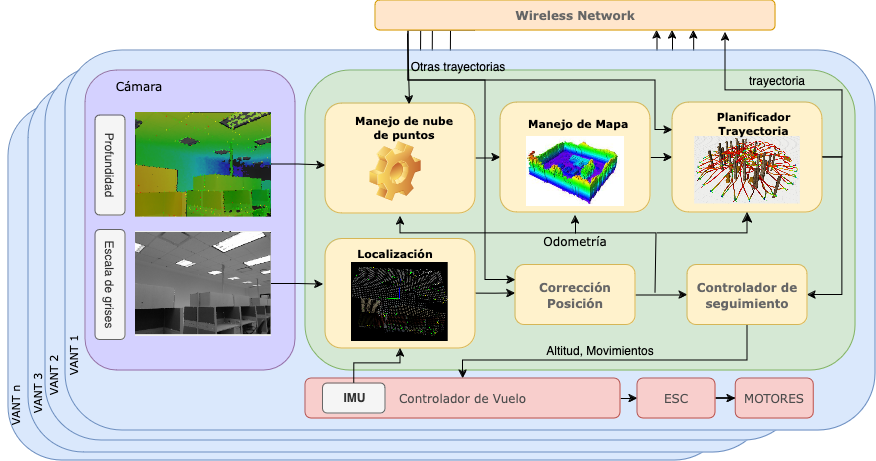 Wireless Network
Otras trayectorias
trayectoria
Cámara
Profundidad
Escala de grises
Manejo de nube
de puntos
Manejo de Mapa
Planificador
Trayectoria
Odometría
Localización
Corrección
Posición
Controlador de
seguimiento
Altitud, Movimientos
IMU
Controlador de Vuelo
ESC
MOTORES
VANT 1
VANT 2
VANT 3
VANT n